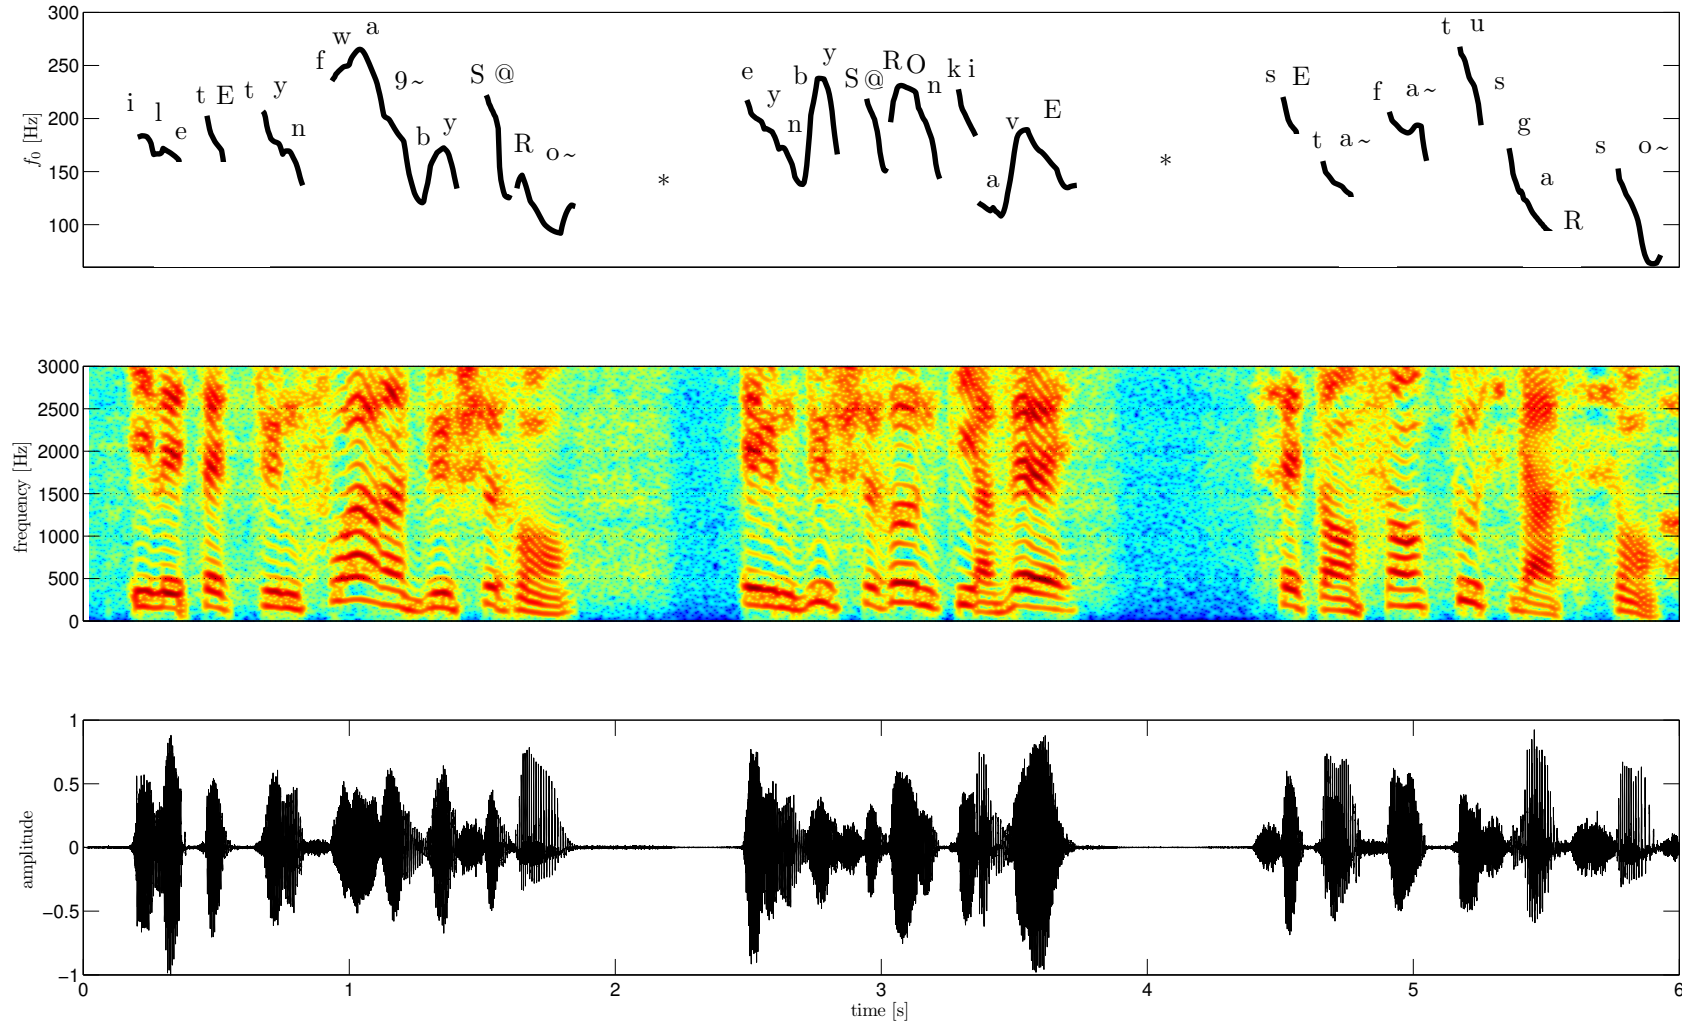 300
250
200
150
100
f0 [Hz]
i l e t E t y n f w a 9~ b y S @ R o~ * e y n b y S @ R O n k i a v E * s E t a~ f a~ t u s g a R s o~
3000
2500
2000
1500
1000
500
0
frequency [Hz]
1
0.5
0
−0.5
−1
amplitude
0 1 2 3 4 5 6
time [s]